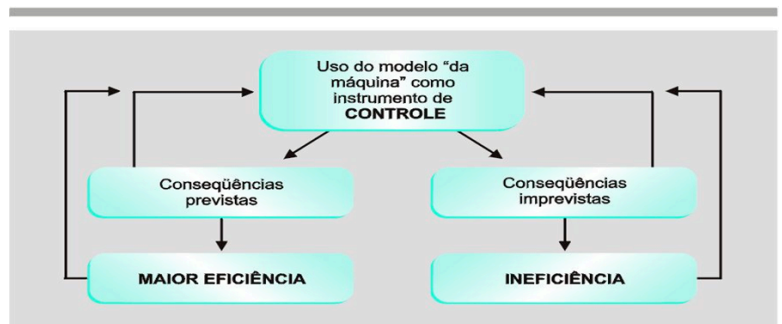 Uso do modelo “da
máquina” como
instrumento de
CONTROLE
Conseqüências
previstas
Conseqüências
imprevistas
MAIOR EFICIÊNCIA
INEFICIÊNCIA